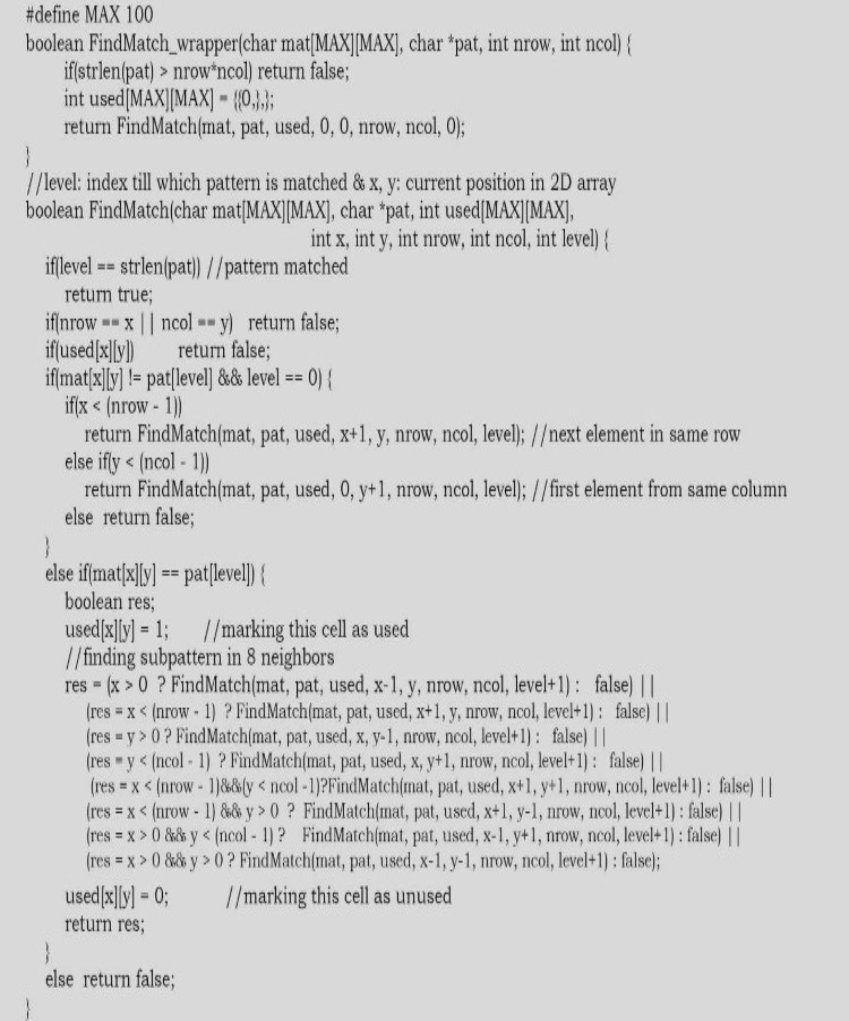 #define MAX 100
boolean FindMatch_wrapper(char mat[MAX][MAX], char *pat, int nrow, int ncol) {
if(strlen(pat) > nrow*ncol) return false;
int used[MAX][MAX] = {{0,},};
return FindMatch(mat, pat, used, 0, 0, nrow, ncol, 0);
}
//level: index till which pattern is matched & x, y: current position in 2D array
boolean FindMatch(char mat[MAX][MAX], char *pat, int used[MAX][MAX],
int x, int y, int nrow, int ncol, int level) {
if(level == strlen(pat)) //pattern matched
return true;
if(nrow == x || ncol == y) return false;
if(used[x][y]) return false;
if(mat[x][y] != pat[level] && level == 0) {
if(x < (nrow - 1))
return FindMatch(mat, pat, used, x+1, y, nrow, ncol, level); //next element in same row
else if(y < (ncol - 1))
return FindMatch(mat, pat, used, 0, y+1, nrow, ncol, level); //first element from same column
else return false;
}
else if(mat[x][y] == pat[level]) {
boolean res;
used[x][y] = 1; //marking this cell as used
//finding subpattern in 8 neighbors
res = (x > 0 ? FindMatch(mat, pat, used, x-1, y, nrow, ncol, level+1) : false) ||
(res = x < (nrow - 1) ? FindMatch(mat, pat, used, x+1, y, nrow, ncol, level+1) : false) ||
(res = y > 0 ? FindMatch(mat, pat, used, x, y-1, nrow, ncol, level+1) : false) ||
(res = y < (ncol - 1) ? FindMatch(mat, pat, used, x, y+1, nrow, ncol, level+1) : false) ||
(res = x < (nrow - 1)&&(y < ncol -1)?FindMatch(mat, pat, used, x+1, y+1, nrow, ncol, level+1) : false) ||
(res = x < (nrow - 1) && y > 0 ? FindMatch(mat, pat, used, x+1, y-1, nrow, ncol, level+1) : false) ||
(res = x > 0 && y < (ncol - 1) ? FindMatch(mat, pat, used, x-1, y+1, nrow, ncol, level+1) : false) ||
(res = x > 0 && y > 0 ? FindMatch(mat, pat, used, x-1, y-1, nrow, ncol, level+1) : false);
used[x][y] = 0; //marking this cell as unused
return res;
}
else return false;
}